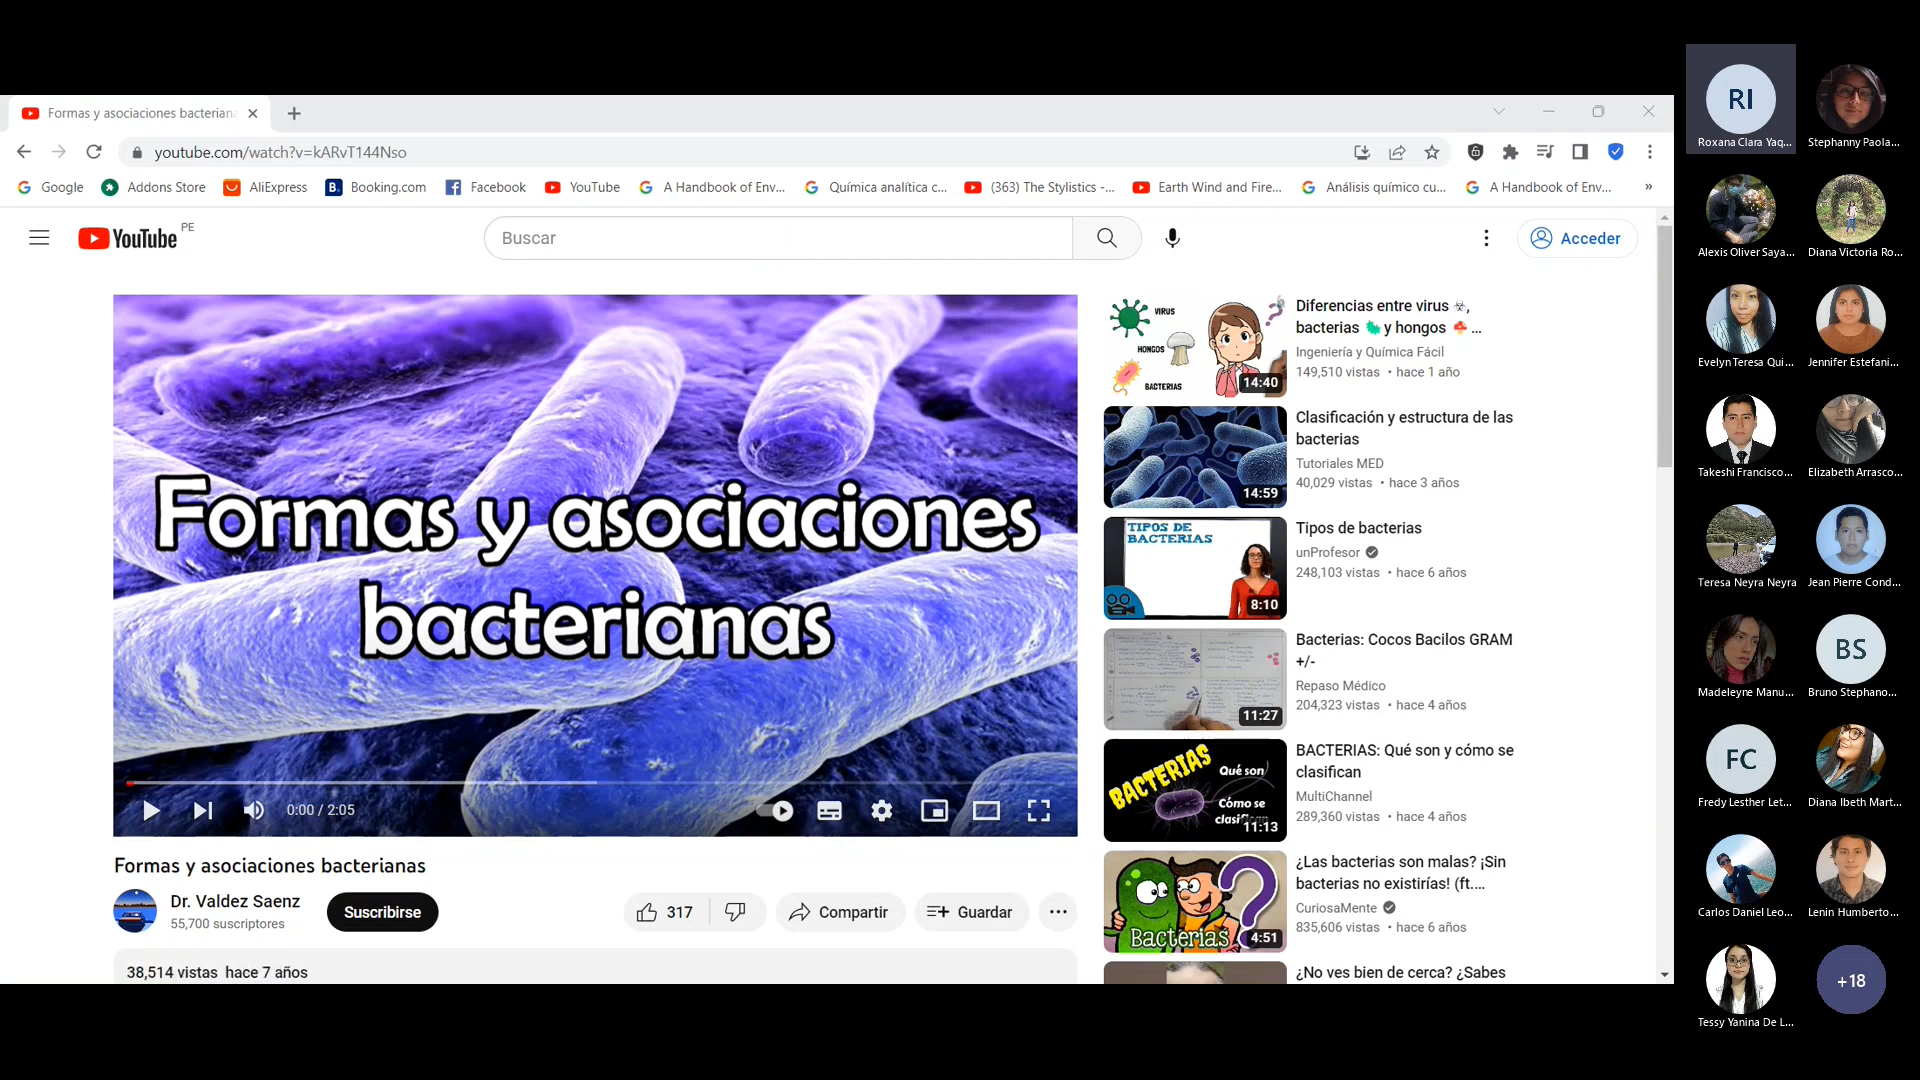 Formas y asociaciones bacteriana
youtube.com/watch?v=kARvT144Nso
Google
Addons Store
AliExpress
Booking.com
Facebook
YouTube
A Handbook of Env...
Química analítica c...
(363) The Stylistics -...
Earth Wind and Fire...
Análisis químico cu...
A Handbook of Env...
»
YouTube PE
Buscar
Acceder
Formas y asociaciones
bacterianas
0:00 / 2:05
Formas y asociaciones bacterianas
Dr. Valdez Saenz
55,700 suscriptores
Suscribirse
317
Compartir
Guardar
38,514 vistas hace 7 años
VIRUS
HONGOS
BACTERIAS
14:40
Diferencias entre virus ☣️,
bacterias 🦠 y hongos 🍄 ...
Ingeniería y Química Fácil
149,510 vistas • hace 1 año
14:59
Clasificación y estructura de las
bacterias
Tutoriales MED
40,029 vistas • hace 3 años
TIPOS DE
BACTERIAS
8:10
Tipos de bacterias
unProfesor
248,103 vistas • hace 6 años
11:27
Bacterias: Cocos Bacilos GRAM
+/-
Repaso Médico
204,323 vistas • hace 4 años
BACTERIAS
Qué son
Cómo se
11:13
BACTERIAS: Qué son y cómo se
clasifican
MultiChannel
289,360 vistas • hace 4 años
Bacterias
4:51
¿Las bacterias son malas? ¡Sin
bacterias no existirías! (ft....
CuriosaMente
835,606 vistas • hace 6 años
¿No ves bien de cerca? ¿Sabes
RI
Roxana Clara Yaq...
Stephanny Paola...
Alexis Oliver Saya...
Diana Victoria Ro...
Evelyn Teresa Qui...
Jennifer Estefani...
Takeshi Francisco...
Elizabeth Arrasco...
Teresa Neyra Neyra
Jean Pierre Cond...
Madeleyne Manu...
BS
Bruno Stephano...
FC
Fredy Lesther Let...
Diana Ibeth Mart...
Carlos Daniel Leo...
Lenin Humberto...
Tessy Yanina De L...
+18